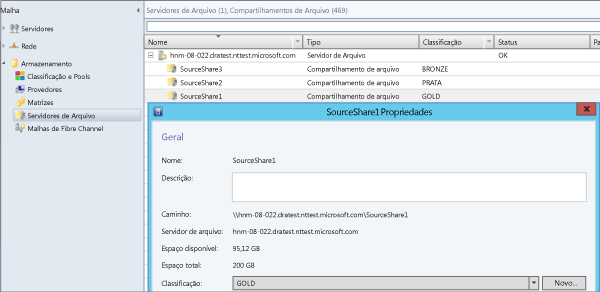 Malha
Servidores
Rede
Armazenamento
Classificação e Pools
Provedores
Matrizes
Servidores de Arquivo
Malhas de Fibre Channel
Servidores de Arquivo (1), Compartilhamentos de Arquivo (469)
Nome Tipo Classificação Status Pa
hnm-08-022.dratest.nttest.microsoft.com Servidor de Arquivo OK
SourceShare3 Compartilhamento de arquivo BRONZE
SourceShare2 Compartilhamento de arquivo PRATA
SourceShare1 Compartilhamento de arquivo GOLD
SourceShare1 Propriedades
Geral
Nome: SourceShare1
Descrição:
Caminho: \\hnm-08-022.dratest.nttest.microsoft.com\SourceShare1
Servidor de arquivo: hnm-08-022.dratest.nttest.microsoft.com
Espaço disponível: 95,12 GB
Espaço total: 200 GB
Classificação: GOLD Novo...